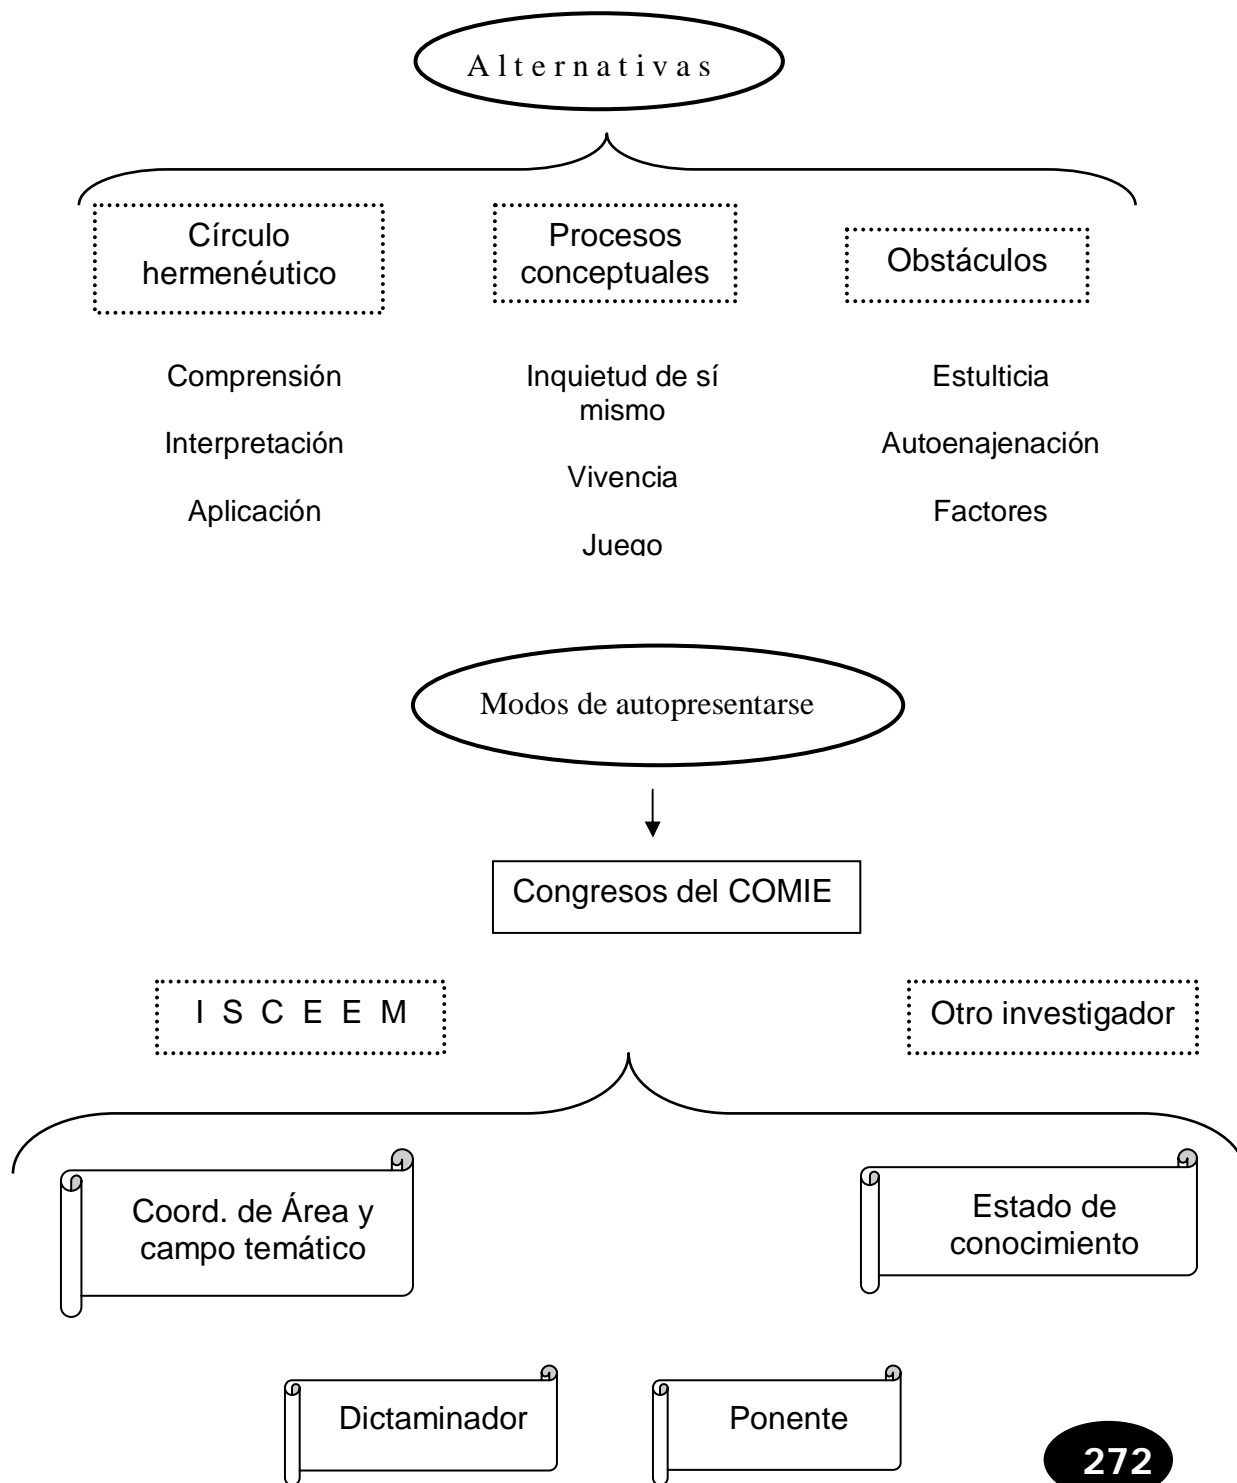 A l t e r n a t i v a s
Círculo
hermenéutico
Procesos
conceptuales
Obstáculos
Comprensión
Interpretación
Aplicación
Inquietud de sí
mismo
Vivencia
Juego
Estulticia
Autoenajenación
Factores
Modos de autopresentarse
Congresos del COMIE
I S C E E M
Otro investigador
Coord. de Área y
campo temático
Estado de
conocimiento
Dictaminador
Ponente
272